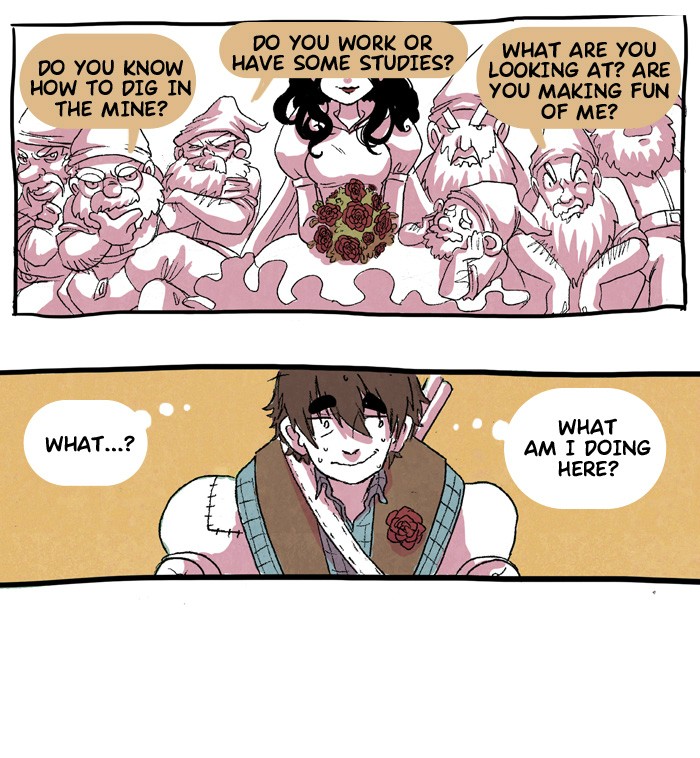 DO YOU KNOW
HOW TO DIG IN
THE MINE?
DO YOU WORK OR
HAVE SOME STUDIES?
WHAT ARE YOU
LOOKING AT? ARE
YOU MAKING FUN
OF ME?
WHAT...?
WHAT
AM I DOING
HERE?